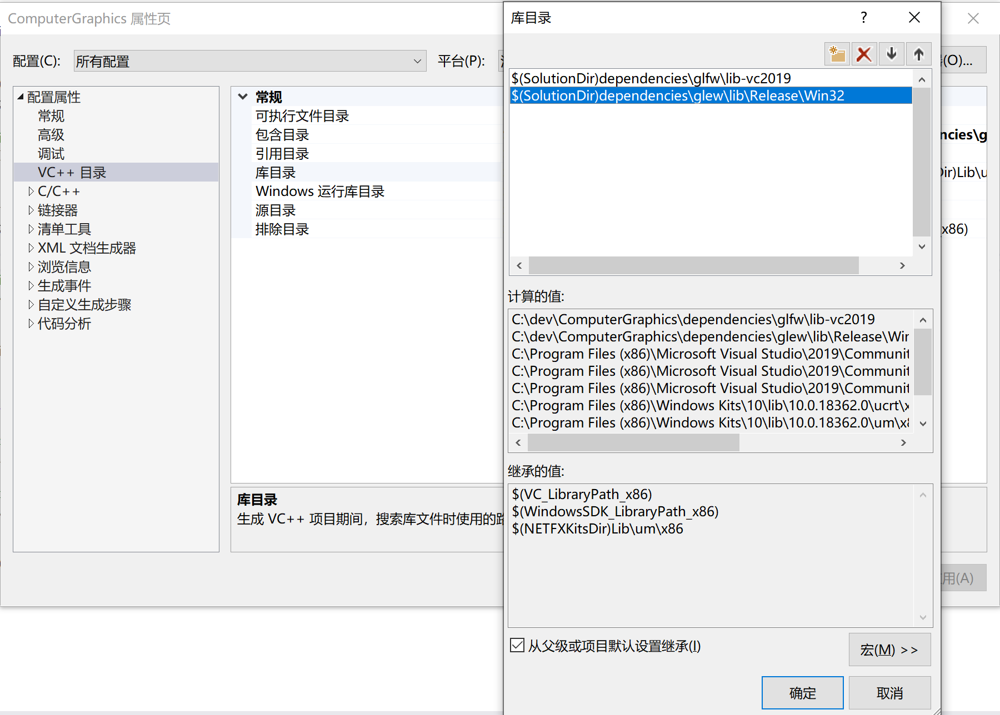 ComputerGraphics 属性页
配置(C):
所有配置
平台(P):
配置属性
常规
高级
调试
VC++ 目录
C/C++
链接器
清单工具
XML 文档生成器
浏览信息
生成事件
自定义生成步骤
代码分析
常规
可执行文件目录
包含目录
引用目录
库目录
Windows 运行库目录
源目录
排除目录
库目录
生成 VC++ 项目期间，搜索库文件时使用的路
库目录
?
$(SolutionDir)dependencies\glfw\lib-vc2019
$(SolutionDir)dependencies\glew\lib\Release\Win32
计算的值:
C:\dev\ComputerGraphics\dependencies\glfw\lib-vc2019
C:\dev\ComputerGraphics\dependencies\glew\lib\Release\Wir
C:\Program Files (x86)\Microsoft Visual Studio\2019\Communit
C:\Program Files (x86)\Microsoft Visual Studio\2019\Communit
C:\Program Files (x86)\Microsoft Visual Studio\2019\Communit
C:\Program Files (x86)\Windows Kits\10\lib\10.0.18362.0\ucrt\x
C:\Program Files (x86)\Windows Kits\10\lib\10.0.18362.0\um\x8
继承的值:
$(VC_LibraryPath_x86)
$(WindowsSDK_LibraryPath_x86)
$(NETFXKitsDir)Lib\um\x86
从父级或项目默认设置继承(I)
宏(M) >>
确定
取消
(O)...
ncies\g
Dir)Lib\u
x86)
用(A)